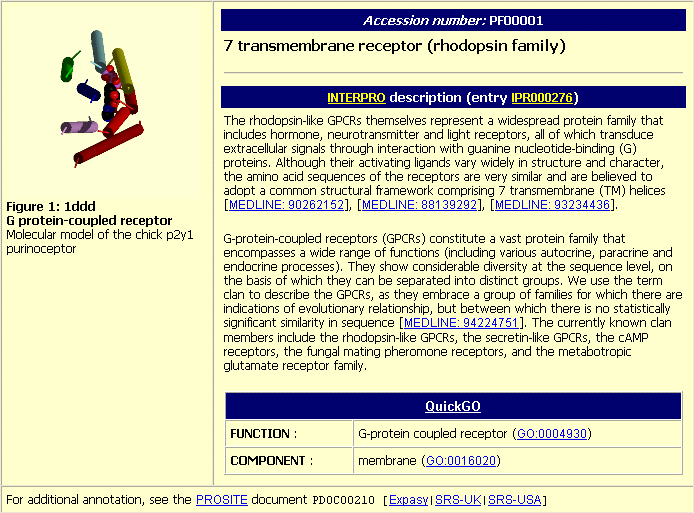 Accession number: PF00001
7 transmembrane receptor (rhodopsin family)
INTERPRO description (entry IPR000276)
The rhodopsin-like GPCRs themselves represent a widespread protein family that
includes hormone, neurotransmitter and light receptors, all of which transduce
extracellular signals through interaction with guanine nucleotide-binding (G)
proteins. Although their activating ligands vary widely in structure and character,
the amino acid sequences of the receptors are very similar and are believed to
adopt a common structural framework comprising 7 transmembrane (TM) helices
[MEDLINE: 90262152], [MEDLINE: 88139292], [MEDLINE: 93234436].
G-protein-coupled receptors (GPCRs) constitute a vast protein family that
encompasses a wide range of functions (including various autocrine, paracrine and
endocrine processes). They show considerable diversity at the sequence level, on
the basis of which they can be separated into distinct groups. We use the term
clan to describe the GPCRs, as they embrace a group of families for which there are
indications of evolutionary relationship, but between which there is no statistically
significant similarity in sequence [MEDLINE: 94224751]. The currently known clan
members include the rhodopsin-like GPCRs, the secretin-like GPCRs, the cAMP
receptors, the fungal mating pheromone receptors, and the metabotropic
glutamate receptor family.
Figure 1: 1ddd
G protein-coupled receptor
Molecular model of the chick p2y1
purinoceptor
QuickGO
FUNCTION : G-protein coupled receptor (GO:0004930)
COMPONENT : membrane (GO:0016020)
For additional annotation, see the PROSITE document PDOC00210 [Expasy|SRS-UK|SRS-USA]